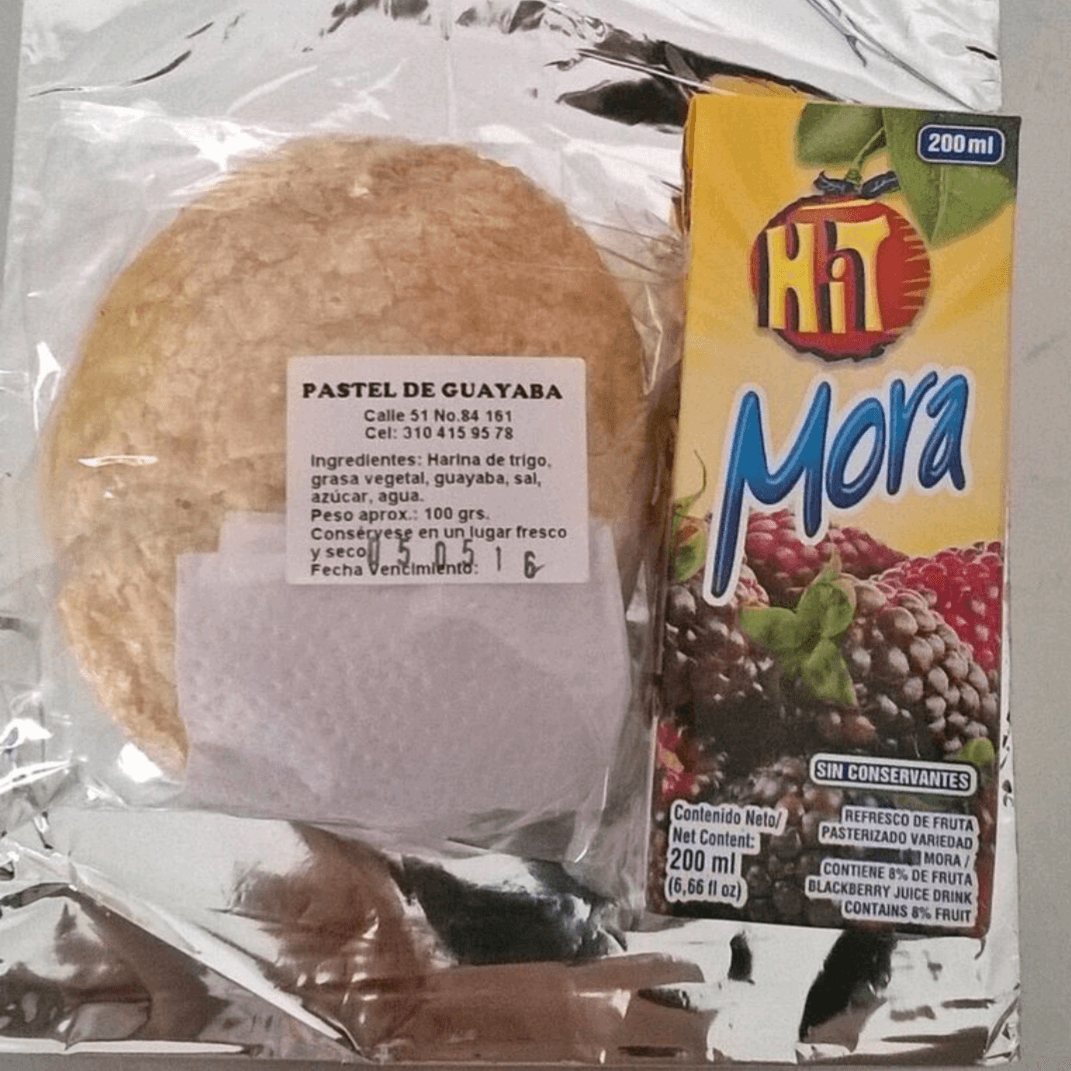 PASTEL DE GUAYABA
Calle 51 No.84 161
Cel: 310 415 95 78
Ingredientes: Harina de trigo,
grasa vegetal, guayaba, sal,
azúcar, agua.
Peso aprox.: 100 grs.
Consérvese en un lugar fresco
y seco
Fecha Vencimiento:
05 05 16
200 ml
HiT
Mora
SIN CONSERVANTES
Contenido Neto/
Net Content:
200 ml
(6,66 fl oz)
REFRESCO DE FRUTA
PASTERIZADO VARIEDAD
MORA /
CONTIENE 8% DE FRUTA
BLACKBERRY JUICE DRINK
CONTAINS 8% FRUIT